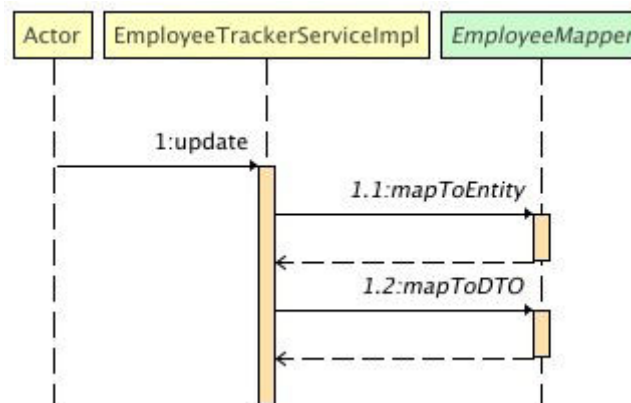 Actor
EmployeeTrackerServiceImpl
EmployeeMapper
1:update
1.1:mapToEntity
1.2:mapToDTO